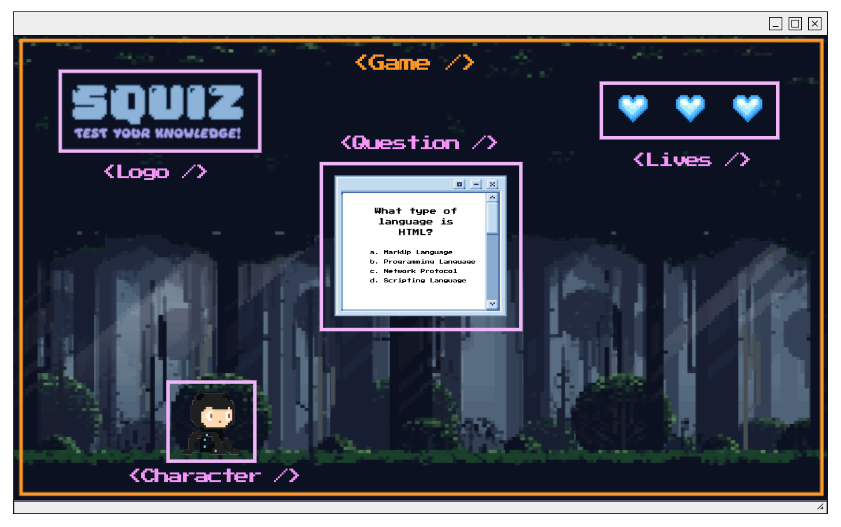 <Game />
SQUIZ
TEST YOUR KNOWLEDGE!
<Logo />
<Lives />
<Question />
What type of
language is
HTML?
a. MarkUp Language
b. Programming Language
c. Network Protocol
d. Scripting Language
<Character />